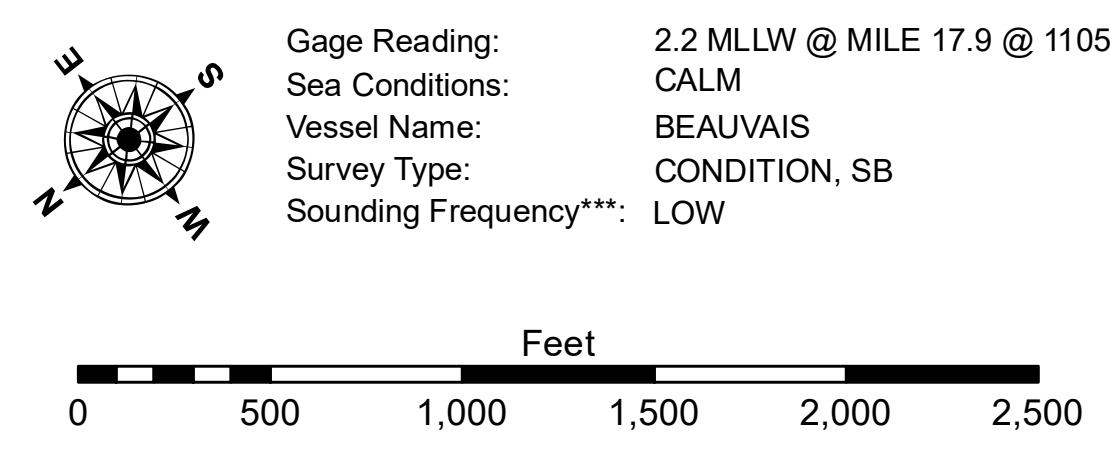 E
S
N
W
Gage Reading: 2.2 MLLW @ MILE 17.9 @ 1105
Sea Conditions: CALM
Vessel Name: BEAUVAIS
Survey Type: CONDITION, SB
Sounding Frequency***: LOW
Feet
0 500 1,000 1,500 2,000 2,500